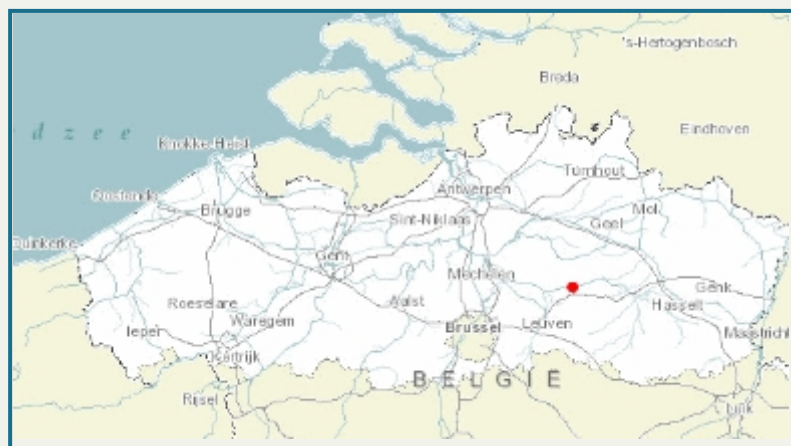 's-Hertogenbosch
Breda
d z e e
Eindhoven
Knokke-Heist
Turnhout
Antwerpen
Oostende
Mol
Brugge
Sint-Niklaas
Geel
Duinkerke
Gent
Mechelen
Genk
Roeselare
Aalst
Hasselt
Waregem
Ieper
Brussel
Leuven
Maastricht
Kortrijk
BELGIË
Rijsel
Luik